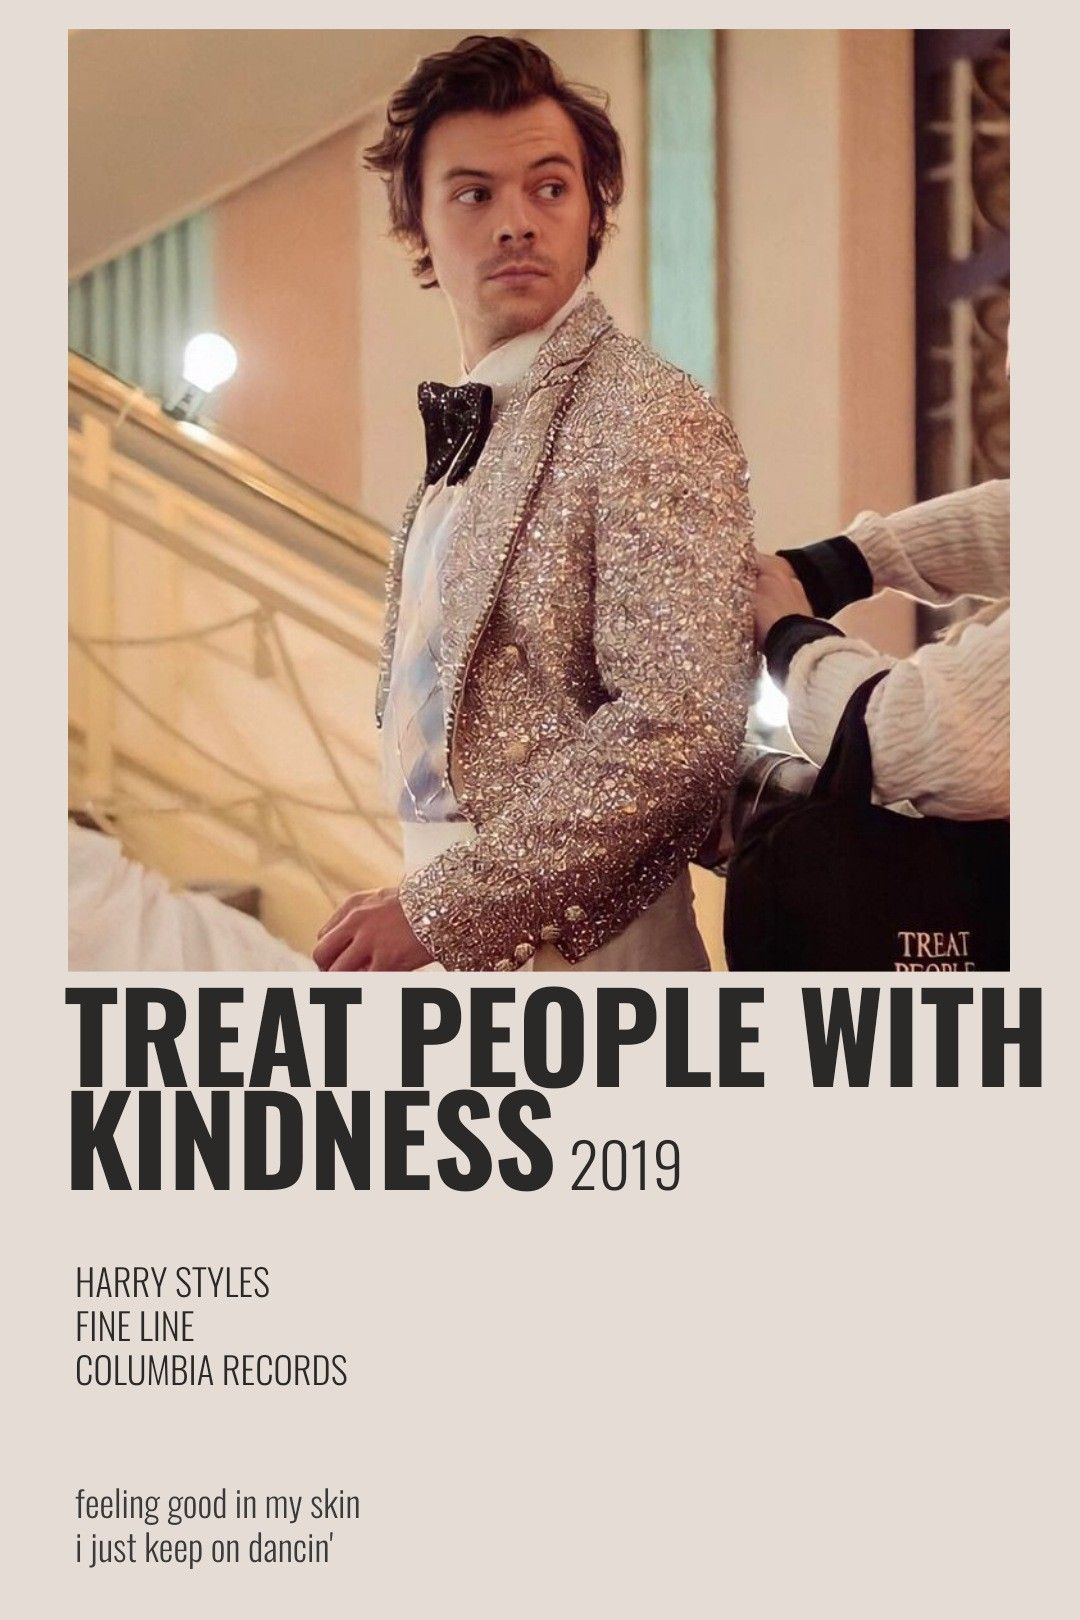 TREAT
PEOPLE
TREAT PEOPLE WITH
KINDNESS 2019
HARRY STYLES
FINE LINE
COLUMBIA RECORDS
feeling good in my skin
i just keep on dancin'